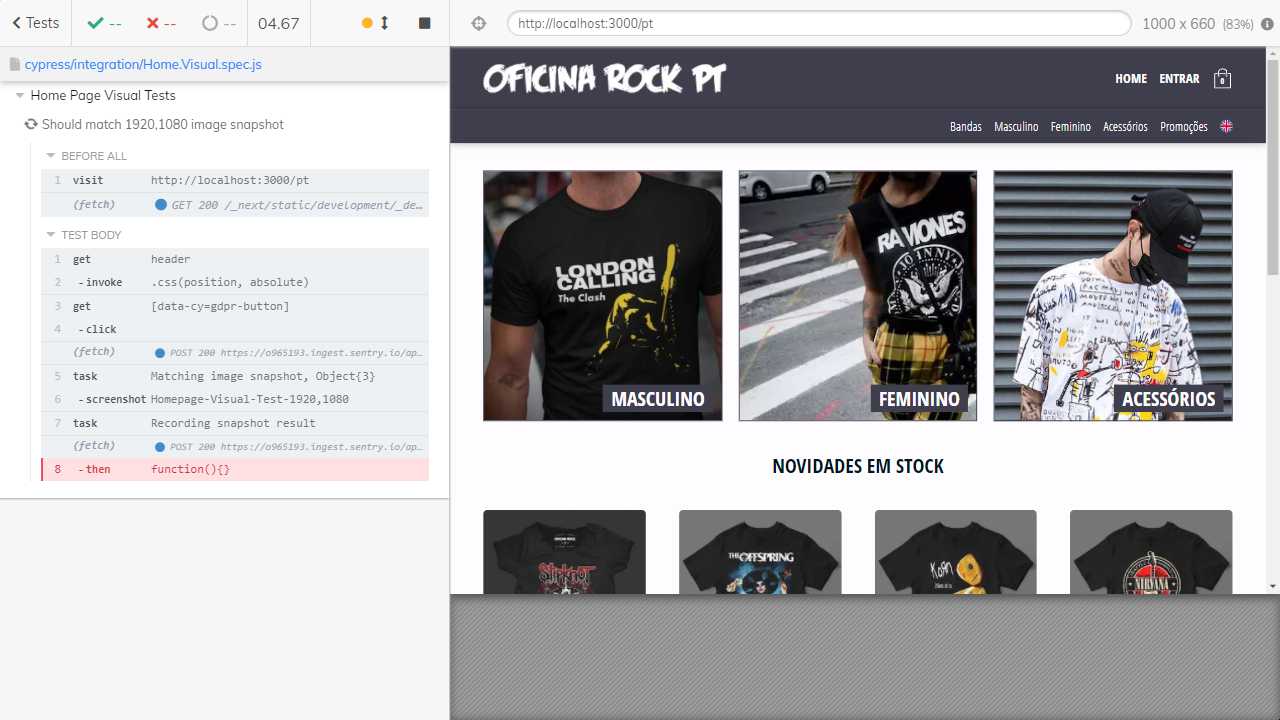 Tests
--
--
--
04.67
http://localhost:3000/pt
1000 x 660 (83%)
cypress/integration/Home.Visual.spec.js
Home Page Visual Tests
Should match 1920,1080 image snapshot
BEFORE ALL
1 visit http://localhost:3000/pt
(fetch) GET 200 /_next/static/development/_de…
TEST BODY
1 get header
2 -invoke .css(position, absolute)
3 get [data-cy=gdpr-button]
4 -click
(fetch) POST 200 https://o965193.ingest.sentry.io/ap…
5 task Matching image snapshot, Object{3}
6 -screenshot Homepage-Visual-Test-1920,1080
7 task Recording snapshot result
(fetch) POST 200 https://o965193.ingest.sentry.io/ap…
8 -then function(){}
OFICINA ROCK PT
HOME ENTRAR 0
Bandas Masculino Feminino Acessórios Promoções
LONDON
CALLING
The Clash
MASCULINO
RAMONES
JOHNNY
FEMININO
ACESSÓRIOS
NOVIDADES EM STOCK
OFICINA ROCK
SLIPKNOT
THE OFFSPRING
KoRn
NIRVANA